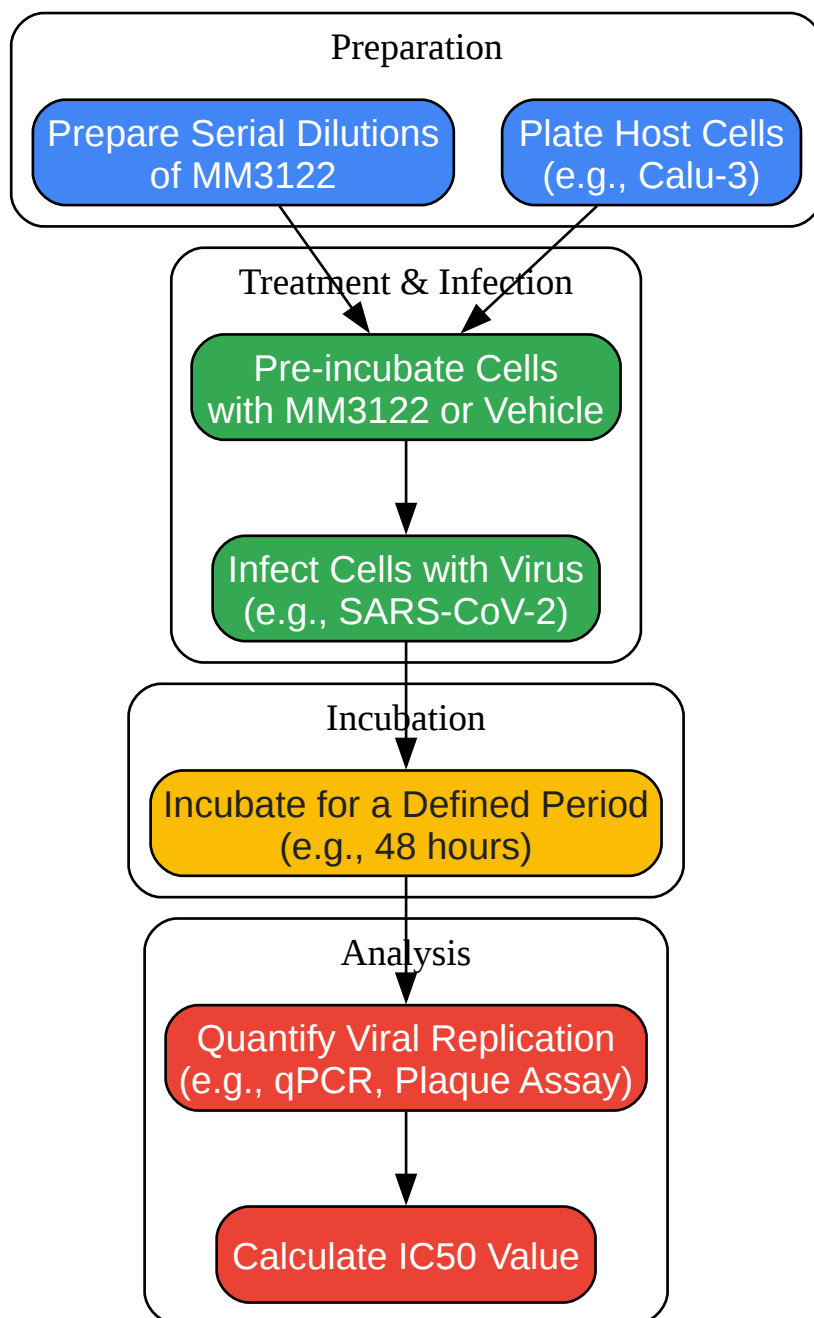 Preparation
Prepare Serial Dilutions
of MM3122
Plate Host Cells
(e.g., Calu-3)
Treatment & Infection
Pre-incubate Cells
with MM3122 or Vehicle
Infect Cells with Virus
(e.g., SARS-CoV-2)
Incubation
Incubate for a Defined Period
(e.g., 48 hours)
Analysis
Quantify Viral Replication
(e.g., qPCR, Plaque Assay)
Calculate IC50 Value